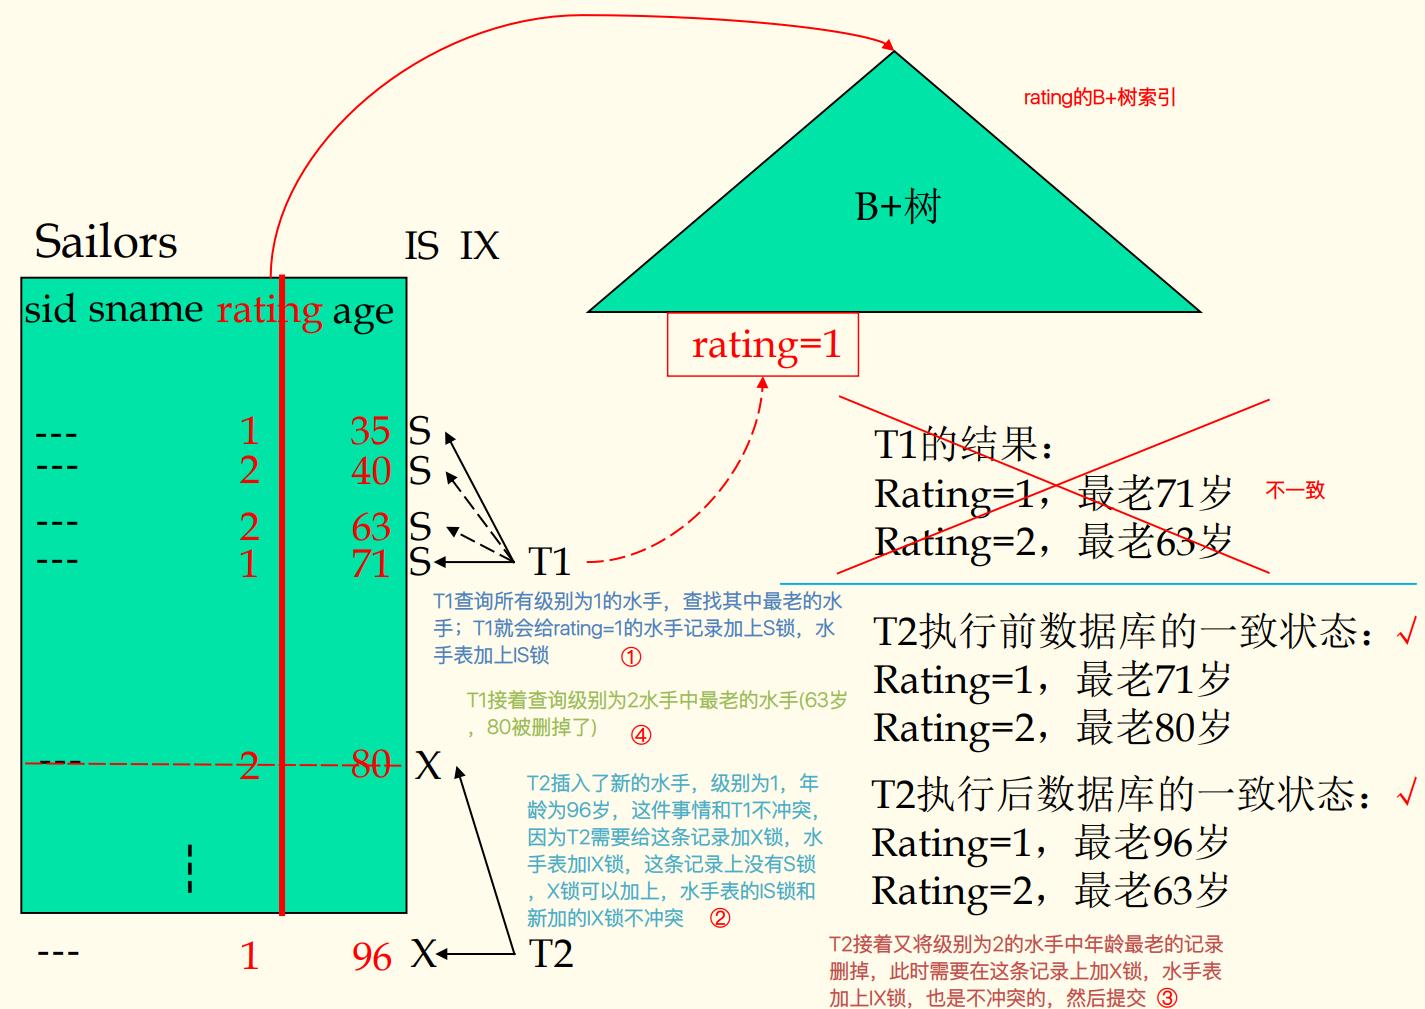 rating的B+树索引
B+树
Sailors
IS IX
sid sname rating age
rating=1
--- 1 35 S
--- 2 40 S
--- 2 63 S
--- 1 71 S
T1
T1的结果：
Rating=1，最老71岁
Rating=2，最老63岁
不一致
T1查询所有级别为1的水手，查找其中最老的水
手；T1就会给rating=1的水手记录加上S锁，水
手表加上IS锁 ①
T1接着查询级别为2水手中最老的水手(63岁
，80被删掉了) ④
T2执行前数据库的一致状态：√
Rating=1，最老71岁
Rating=2，最老80岁
--- 2 80 X
T2插入了新的水手，级别为1，年
龄为96岁，这件事情和T1不冲突，
因为T2需要给这条记录加X锁，水
手表加IX锁，这条记录上没有S锁
，X锁可以加上，水手表的IS锁和
新加的IX锁不冲突 ②
T2执行后数据库的一致状态：√
Rating=1，最老96岁
Rating=2，最老63岁
--- 1 96 X
T2
T2接着又将级别为2的水手中年龄最老的记录
删掉，此时需要在这条记录上加X锁，水手表
加上IX锁，也是不冲突的，然后提交 ③